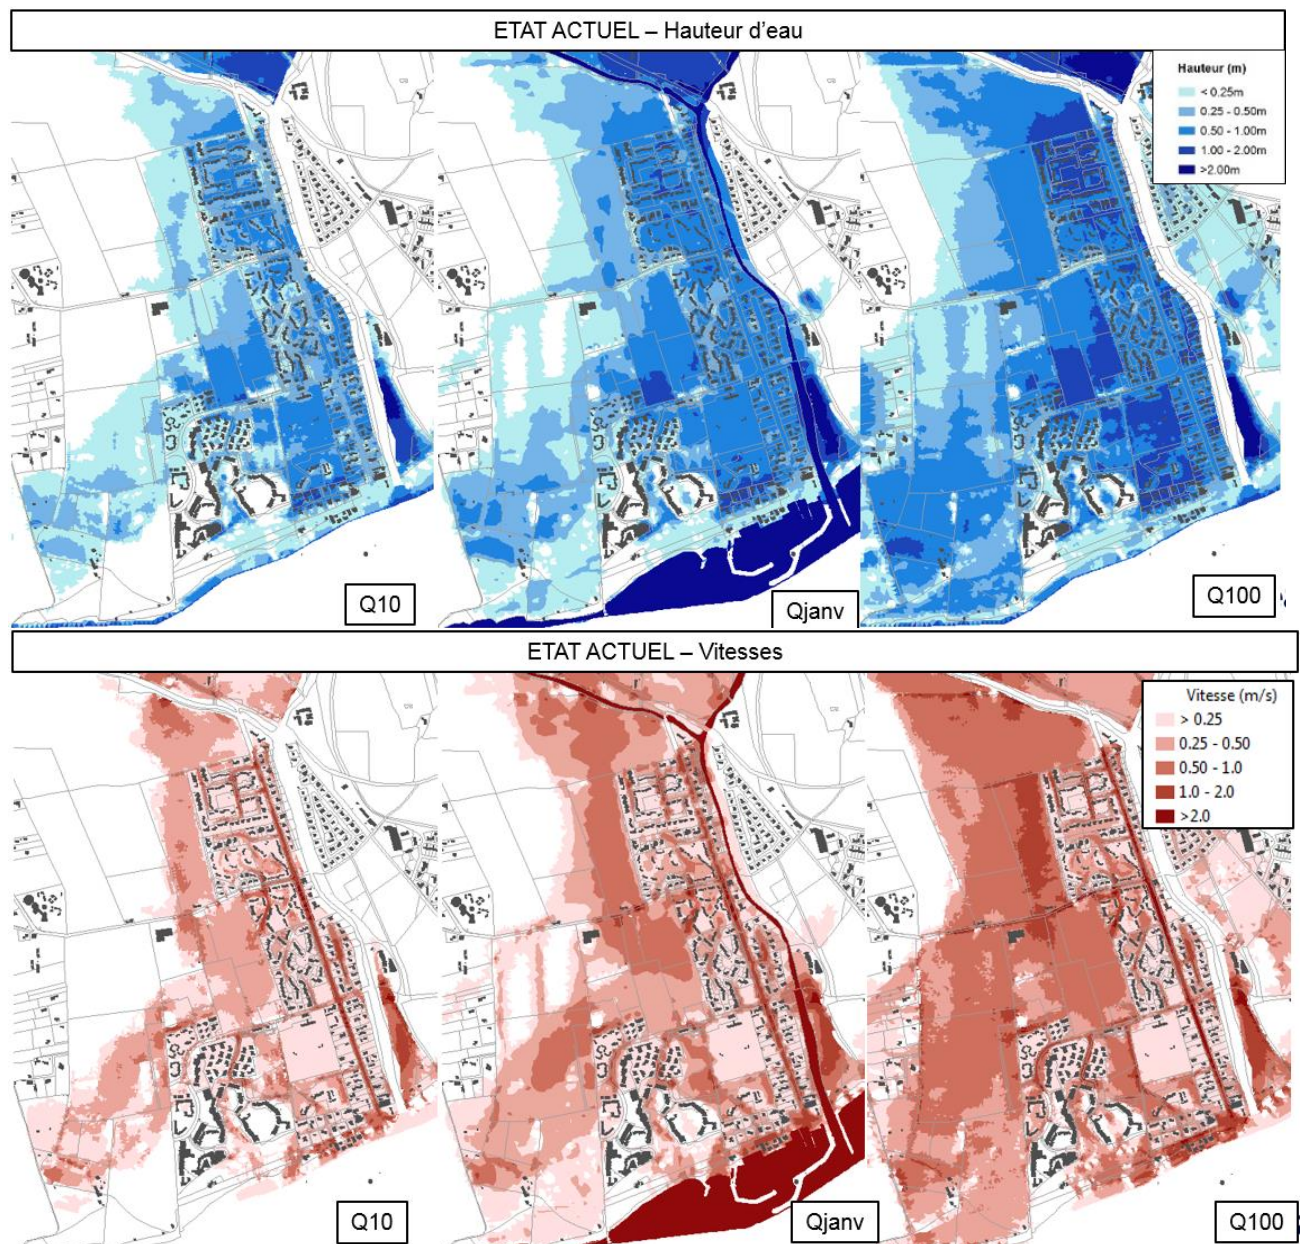 ETAT ACTUEL – Hauteur d'eau
Hauteur (m)
< 0.25m
0.25 - 0.50m
0.50 - 1.00m
1.00 - 2.00m
>2.00m
Q10
Qjanv
Q100
ETAT ACTUEL – Vitesses
Vitesse (m/s)
> 0.25
0.25 - 0.50
0.50 - 1.0
1.0 - 2.0
>2.0
Q10
Qjanv
Q100